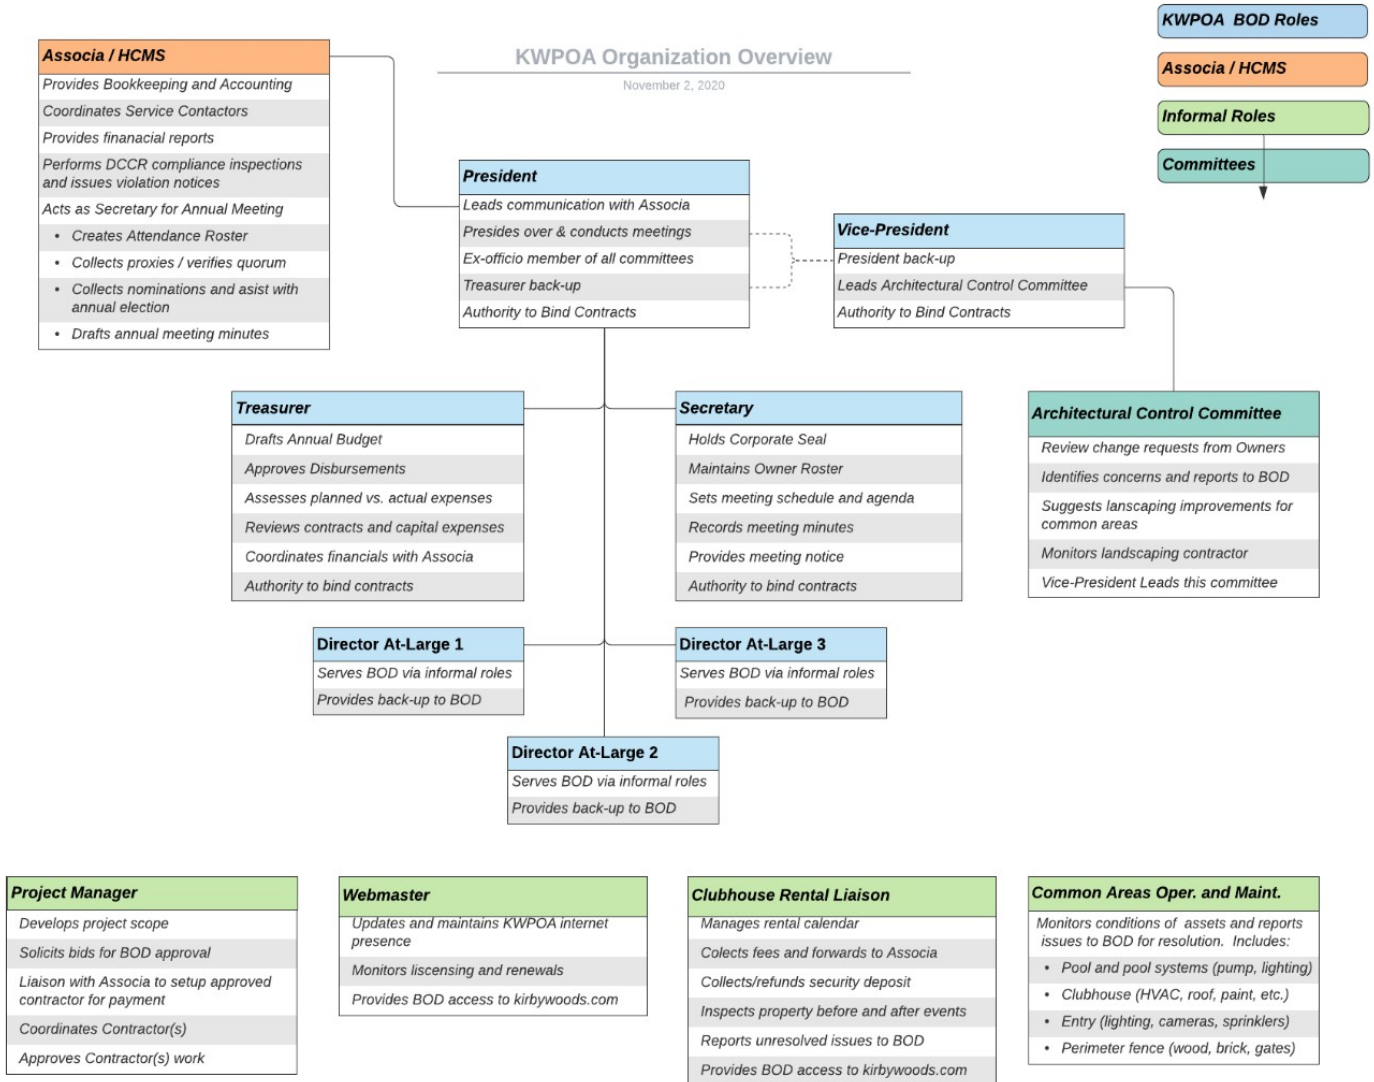 KWPOA Organization Overview
November 2, 2020
KWPOA  BOD Roles
Associa / HCMS
Informal Roles
Committees
Associa / HCMS
Provides Bookkeeping and Accounting
Coordinates Service Contactors
Provides finanacial reports
Performs DCCR compliance inspections
and issues violation notices
Acts as Secretary for Annual Meeting
• Creates Attendance Roster
• Collects proxies / verifies quorum
• Collects nominations and asist with
annual election
• Drafts annual meeting minutes
President
Leads communication with Associa
Presides over & conducts meetings
Ex-officio member of all committees
Treasurer back-up
Authority to Bind Contracts
Vice-President
President back-up
Leads Architectural Control Committee
Authority to Bind Contracts
Treasurer
Drafts Annual Budget
Approves Disbursements
Assesses planned vs. actual expenses
Reviews contracts and capital expenses
Coordinates financials with Associa
Authority to bind contracts
Secretary
Holds Corporate Seal
Maintains Owner Roster
Sets meeting schedule and agenda
Records meeting minutes
Provides meeting notice
Authority to bind contracts
Architectural Control Committee
Review change requests from Owners
Identifies concerns and reports to BOD
Suggests lanscaping improvements for
common areas
Monitors landscaping contractor
Vice-President Leads this committee
Director At-Large 1
Serves BOD via informal roles
Provides back-up to BOD
Director At-Large 3
Serves BOD via informal roles
Provides back-up to BOD
Director At-Large 2
Serves BOD via informal roles
Provides back-up to BOD
Project Manager
Develops project scope
Solicits bids for BOD approval
Liaison with Associa to setup approved
contractor for payment
Coordinates Contractor(s)
Approves Contractor(s) work
Webmaster
Updates and maintains KWPOA internet
presence
Monitors liscensing and renewals
Provides BOD access to kirbywoods.com
Clubhouse Rental Liaison
Manages rental calendar
Colects fees and forwards to Associa
Collects/refunds security deposit
Inspects property before and after events
Reports unresolved issues to BOD
Provides BOD access to kirbywoods.com
Common Areas Oper. and Maint.
Monitors conditions of  assets and reports
issues to BOD for resolution.  Includes:
• Pool and pool systems (pump, lighting)
• Clubhouse (HVAC, roof, paint, etc.)
• Entry (lighting, cameras, sprinklers)
• Perimeter fence (wood, brick, gates)